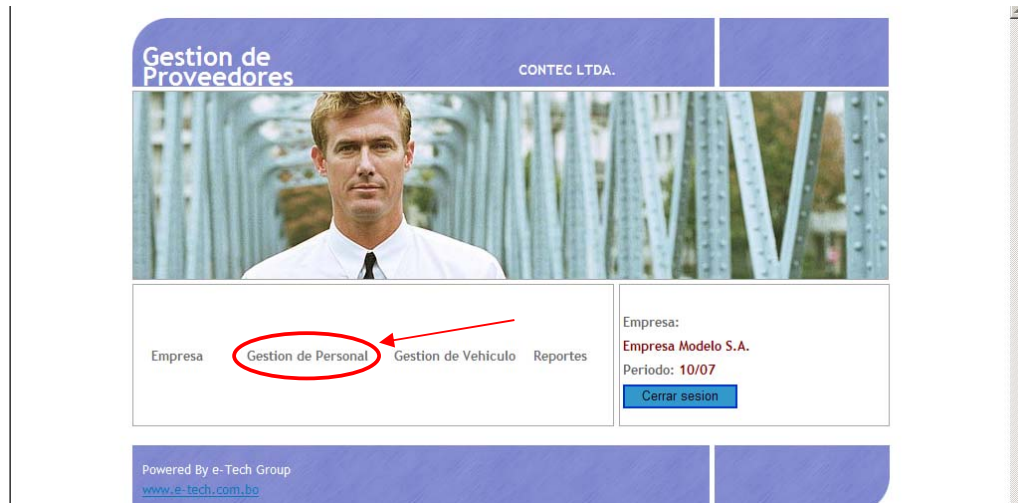 Gestion de
Proveedores
CONTEC LTDA.
Empresa
Gestion de Personal
Gestion de Vehiculo
Reportes
Empresa:
Empresa Modelo S.A.
Periodo: 10/07
Cerrar sesion
Powered By e-Tech Group
www.e-tech.com.bo